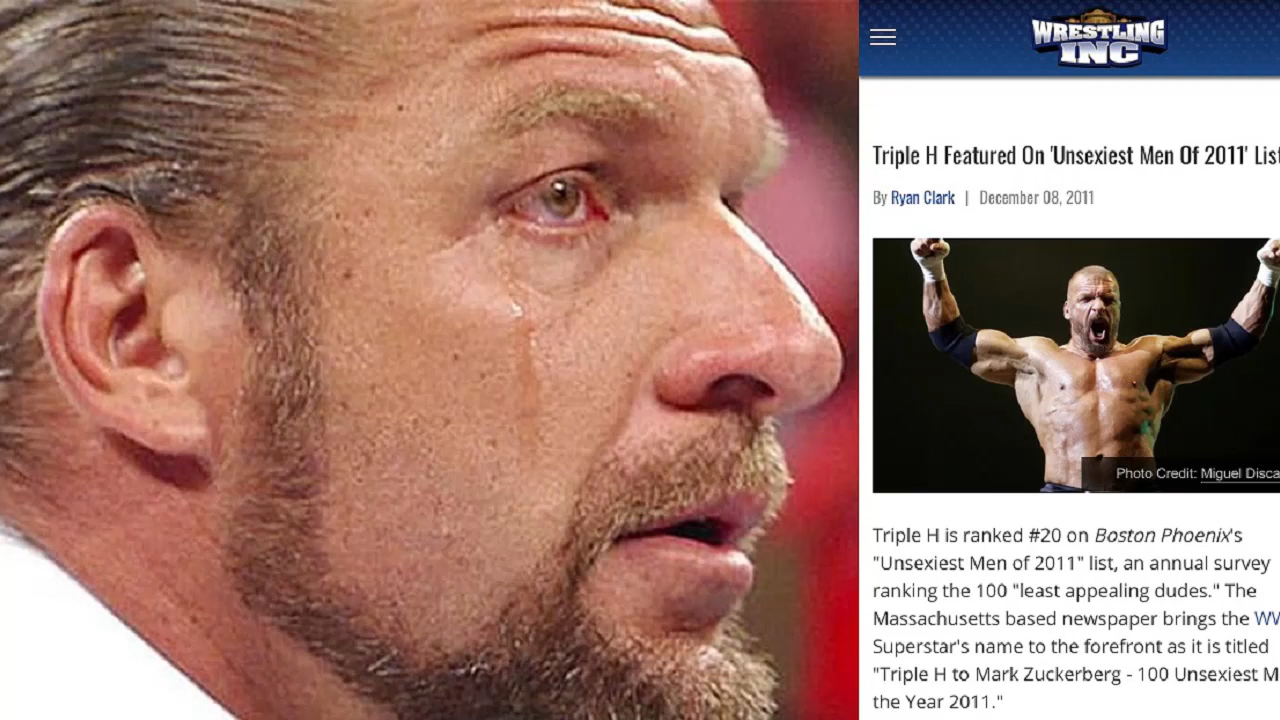 WRESTLING
INC
Triple H Featured On 'Unsexiest Men Of 2011' List
By Ryan Clark | December 08, 2011
Photo Credit: Miguel Disca
Triple H is ranked #20 on Boston Phoenix's
"Unsexiest Men of 2011" list, an annual survey
ranking the 100 "least appealing dudes." The
Massachusetts based newspaper brings the WW
Superstar's name to the forefront as it is titled
"Triple H to Mark Zuckerberg - 100 Unsexiest M
the Year 2011."